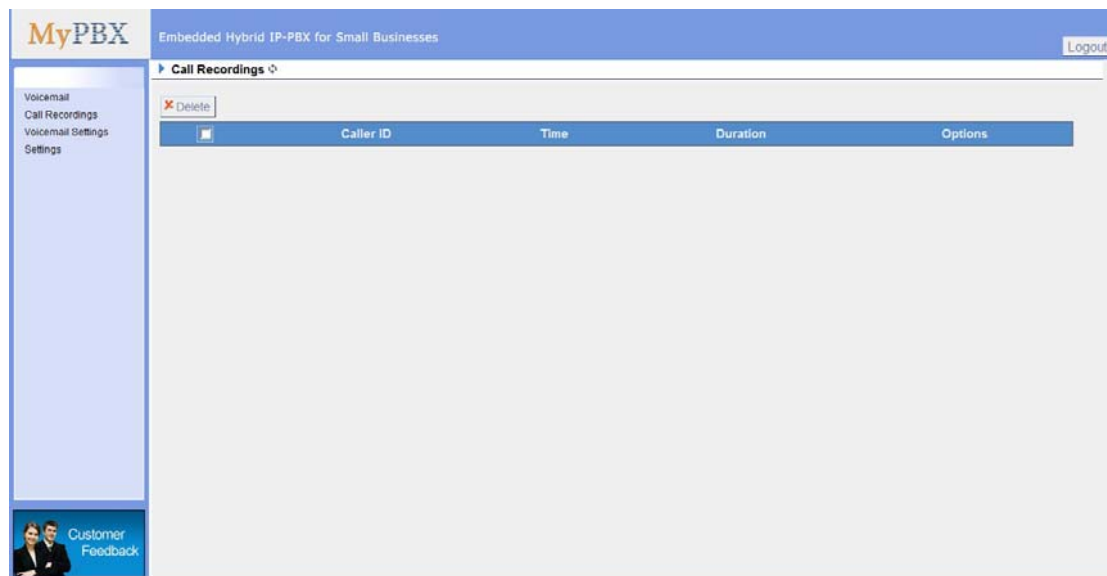 MyPBX
Embedded Hybrid IP-PBX for Small Businesses
Logout
Voicemail
Call Recordings
Voicemail Settings
Settings
Call Recordings
Delete
Caller ID Time Duration Options
Customer
Feedback